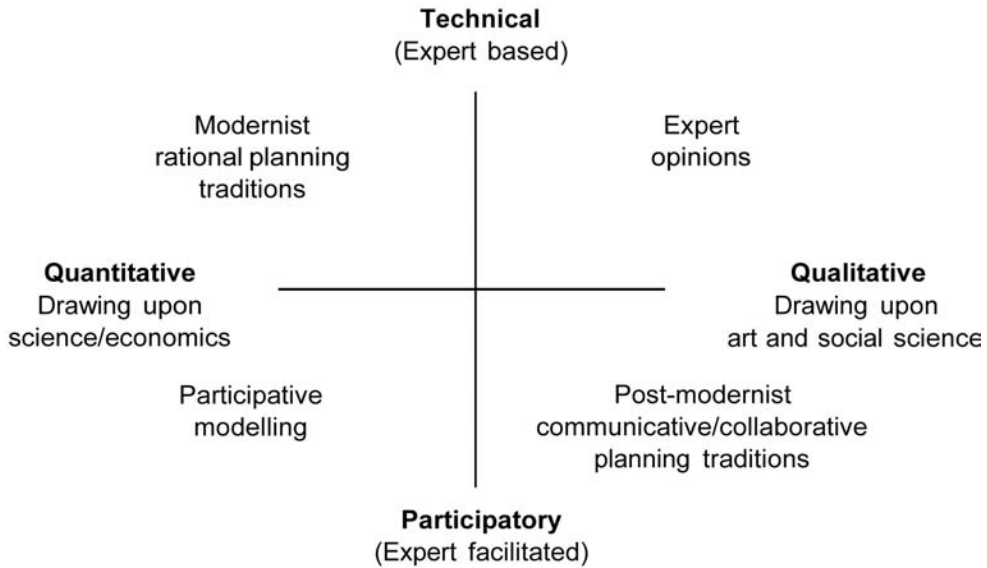 Technical
(Expert based)
Modernist
rational planning
traditions
Expert
opinions
Quantitative
Drawing upon
science/economics
Qualitative
Drawing upon
art and social science
Participative
modelling
Post-modernist
communicative/collaborative
planning traditions
Participatory
(Expert facilitated)